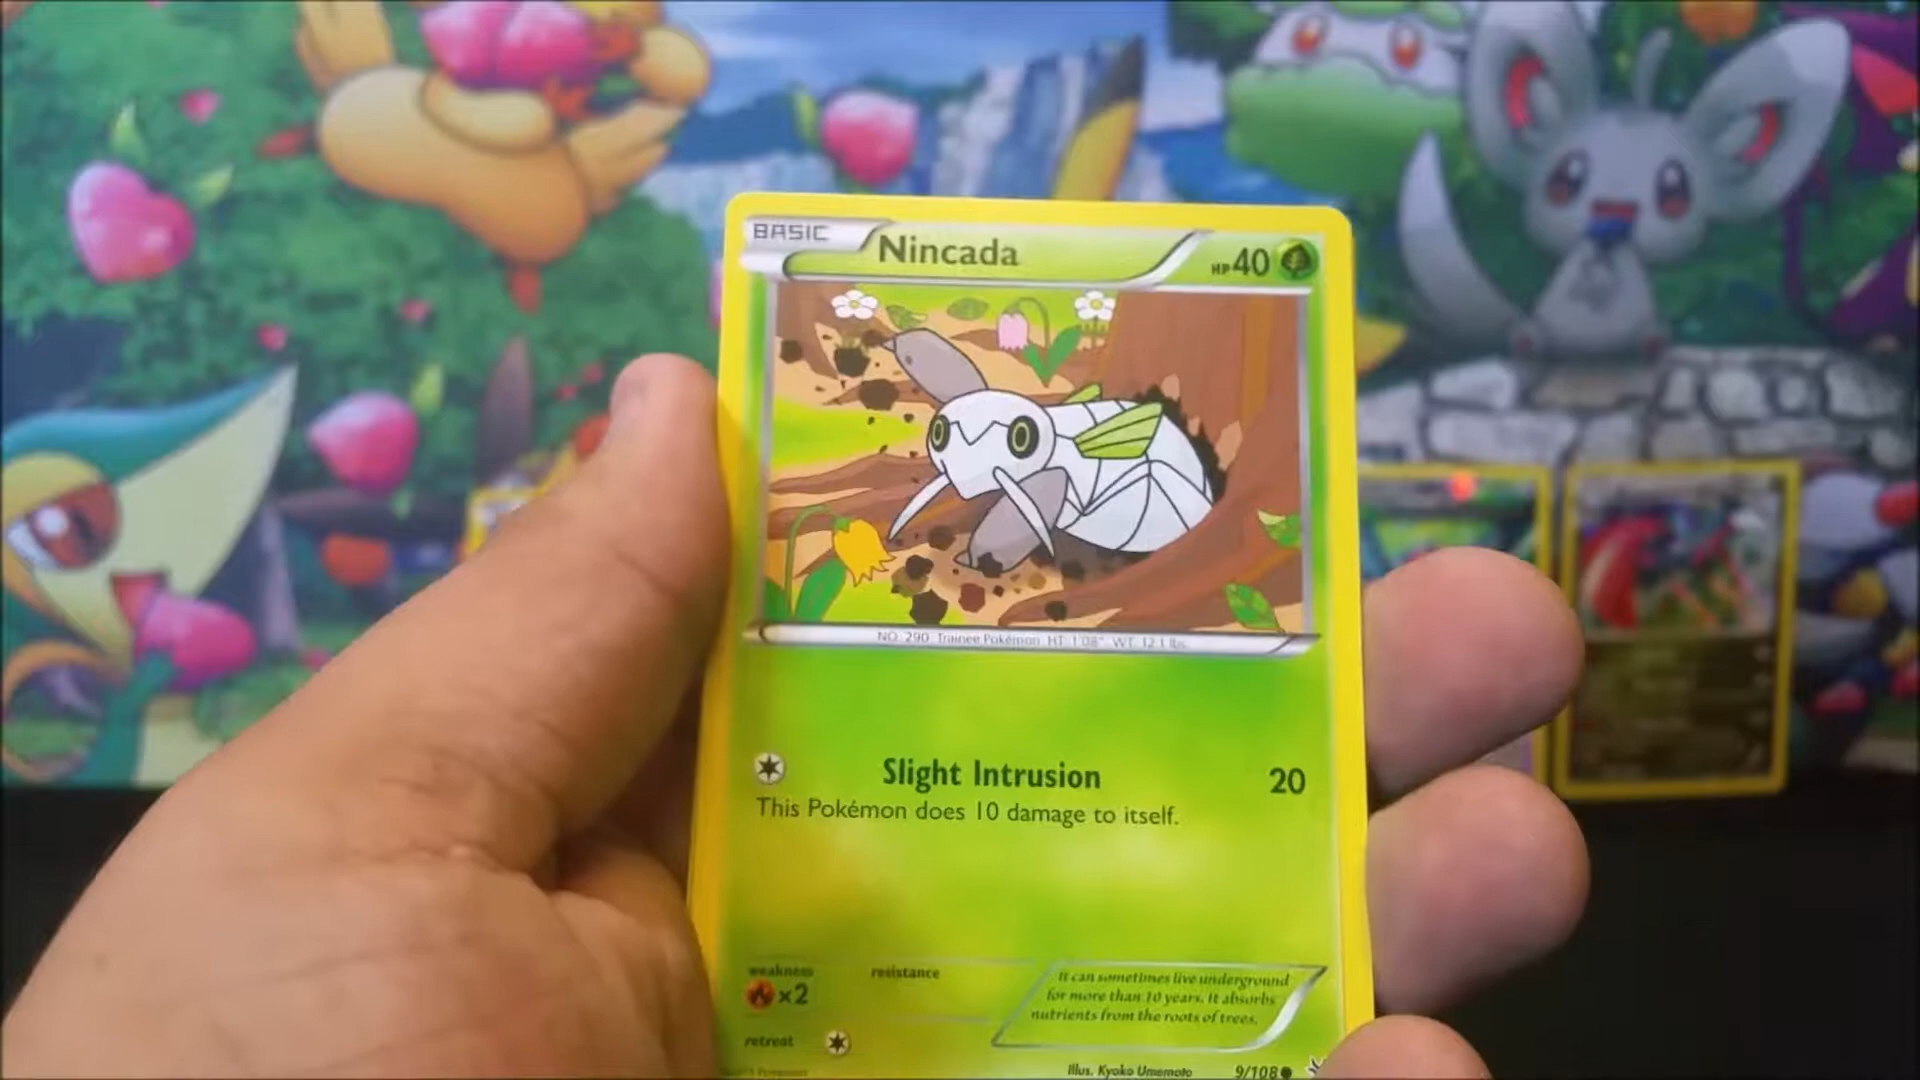 BASIC
Nincada
HP 40
NO. 290 Trainee Pokémon HT: 1'08" WT: 12.1 lbs.
Slight Intrusion 20
This Pokémon does 10 damage to itself.
weakness
×2
resistance
It can sometimes live underground
for more than 10 years. It absorbs
nutrients from the roots of trees.
retreat
Illus. Kyoko Umemoto
9/108